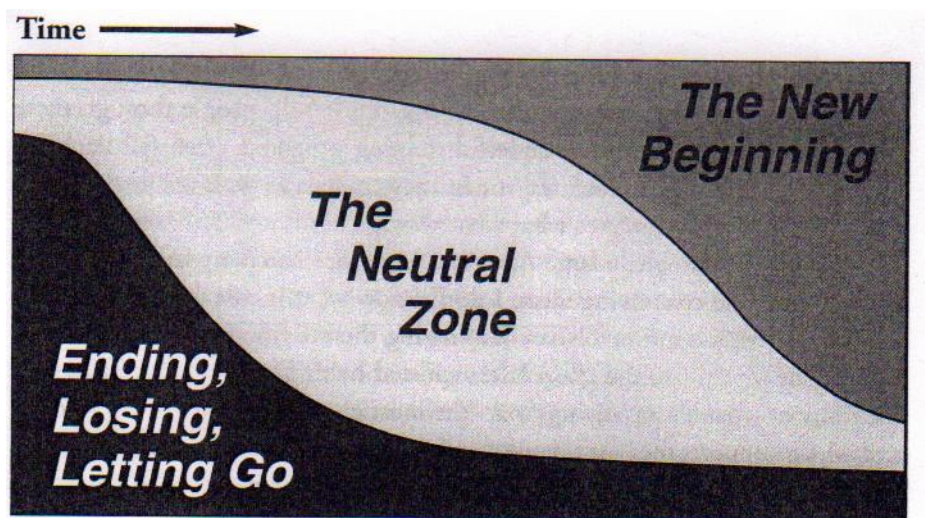 Time
The New
Beginning
The
Neutral
Zone
Ending,
Losing,
Letting Go